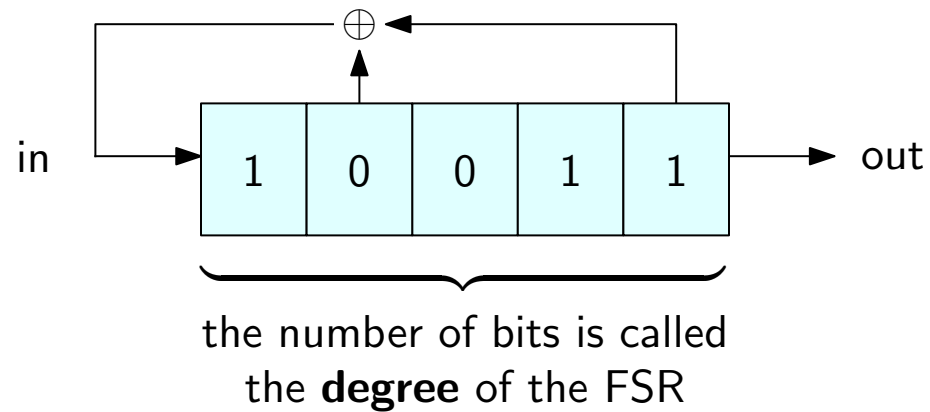 ⊕
in 1 0 0 1 1 out
the number of bits is called
the degree of the FSR